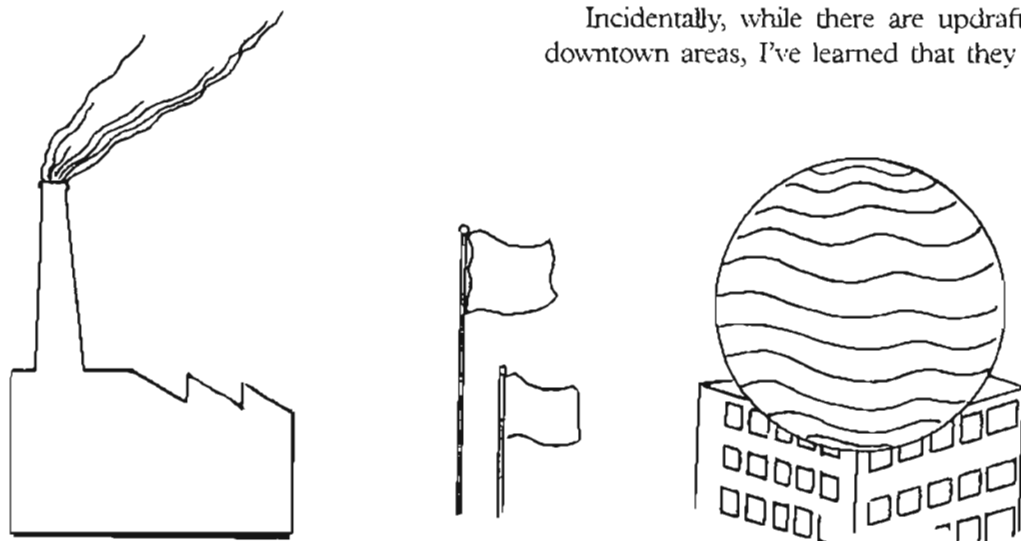 Incidentally, while there are updraft
downtown areas, I've learned that they